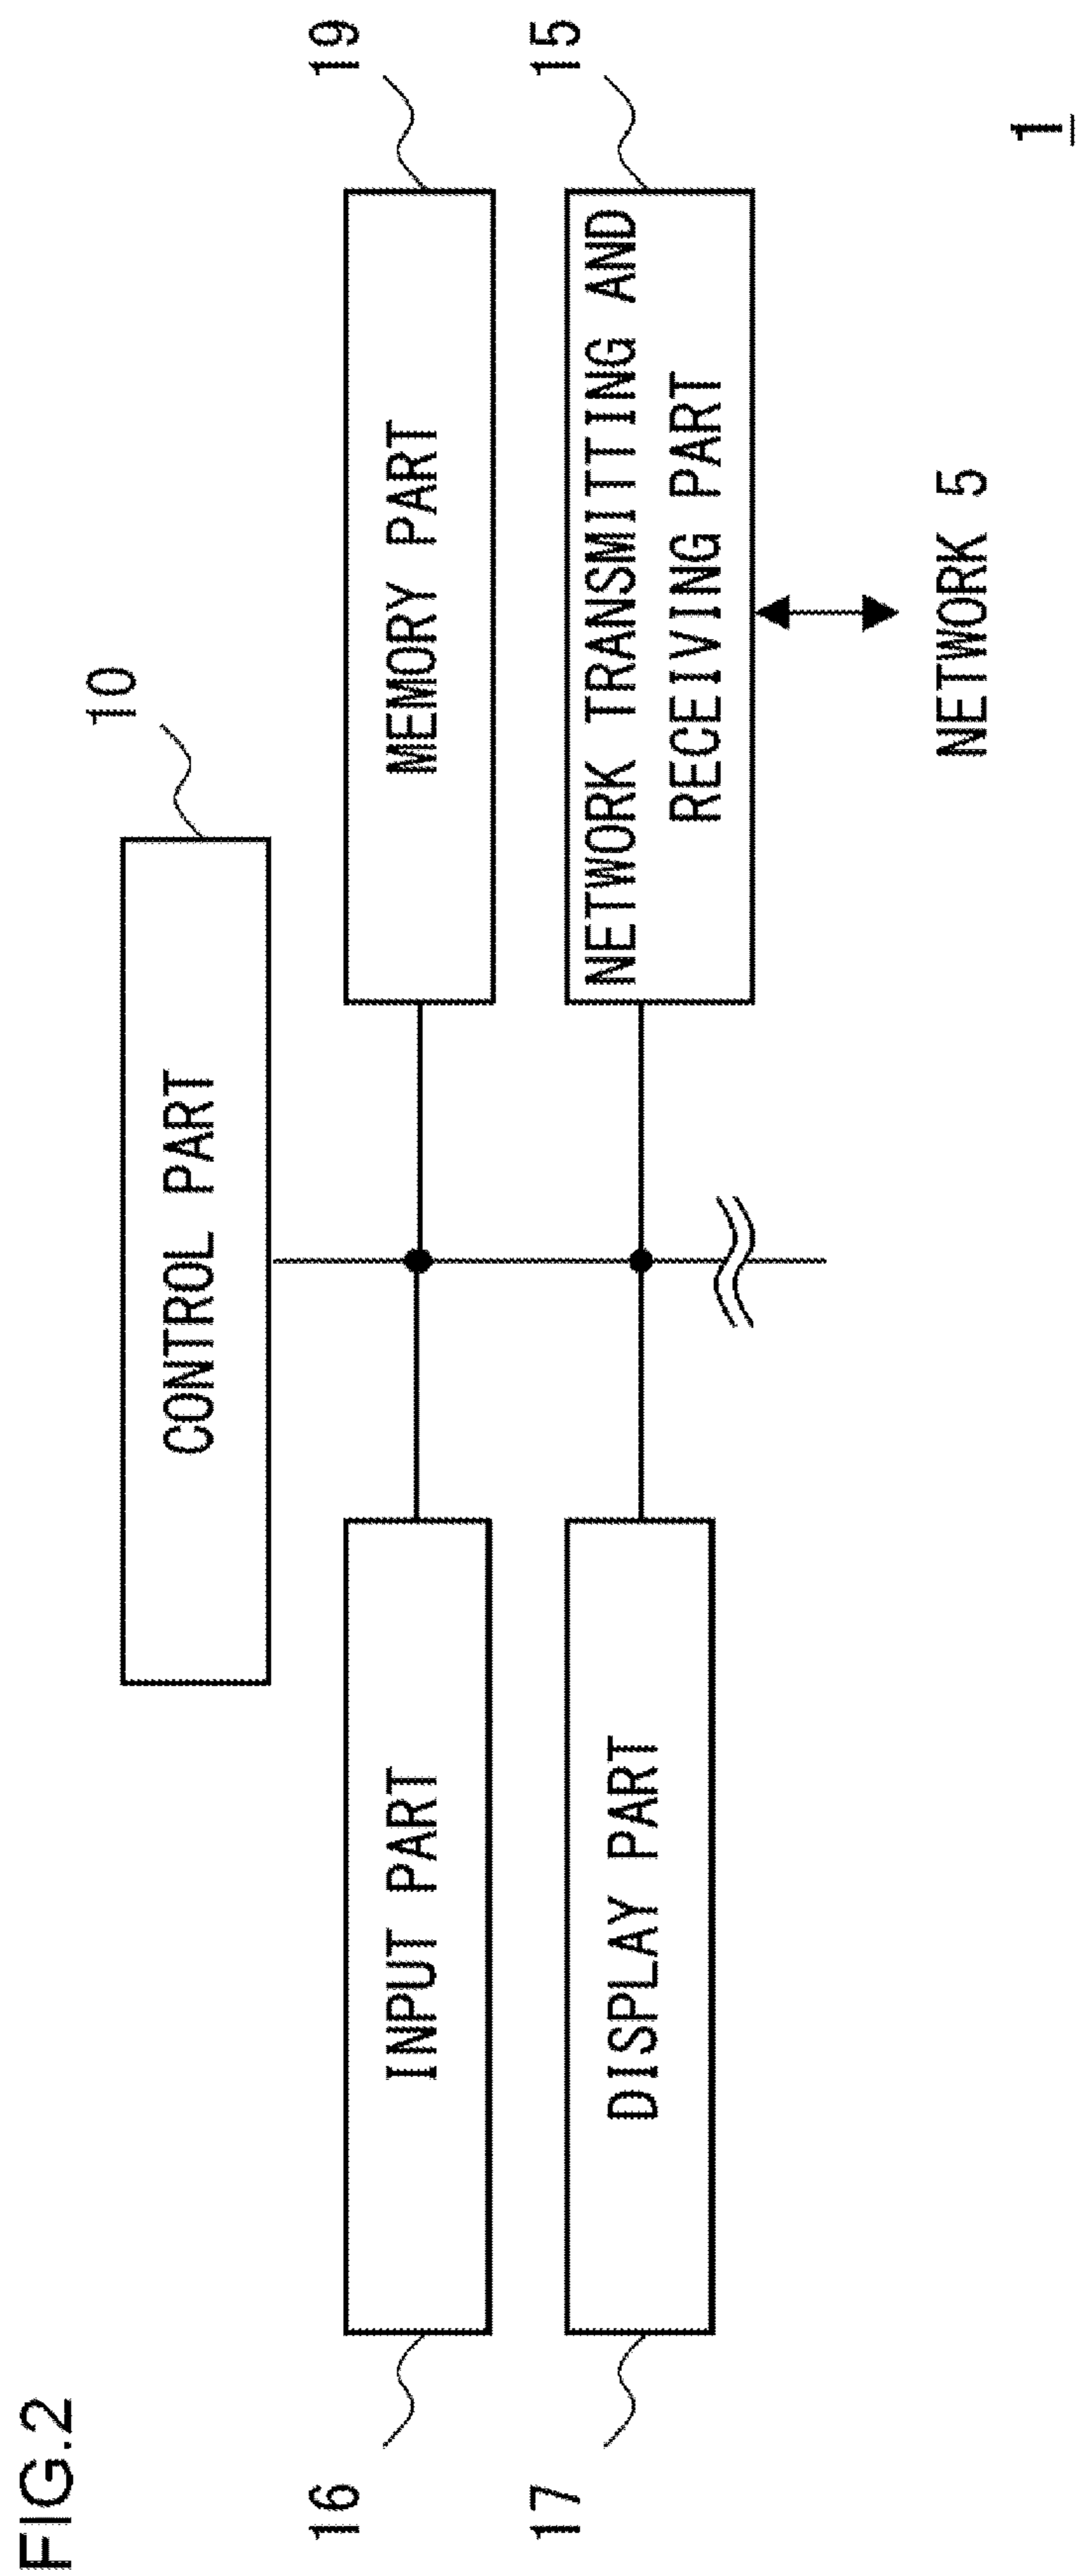 FIG.2
10
CONTROL PART
16
INPUT PART
MEMORY PART
19
17
DISPLAY PART
NETWORK TRANSMITTING AND
RECEIVING PART
15
NETWORK 5
1